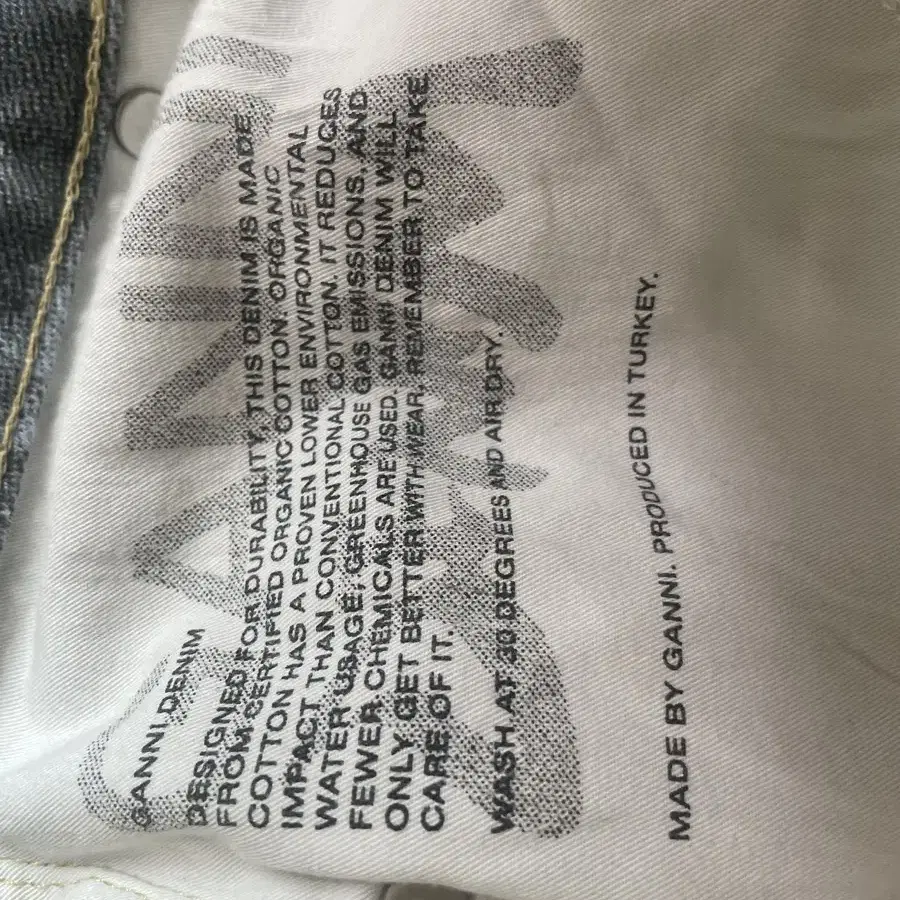 GANNI DENIM
DESIGNED FOR DURABILITY, THIS DENIM IS MADE
FROM CERTIFIED ORGANIC COTTON. ORGANIC
COTTON HAS A PROVEN LOWER ENVIRONMENTAL
IMPACT THAN CONVENTIONAL COTTON. IT REDUCES
WATER USAGE, GREENHOUSE GAS EMISSIONS, AND
FEWER CHEMICALS ARE USED. GANNI DENIM WILL
ONLY GET BETTER WITH WEAR. REMEMBER TO TAKE
CARE OF IT.
WASH AT 30 DEGREES AND AIR DRY.
MADE BY GANNI. PRODUCED IN TURKEY.